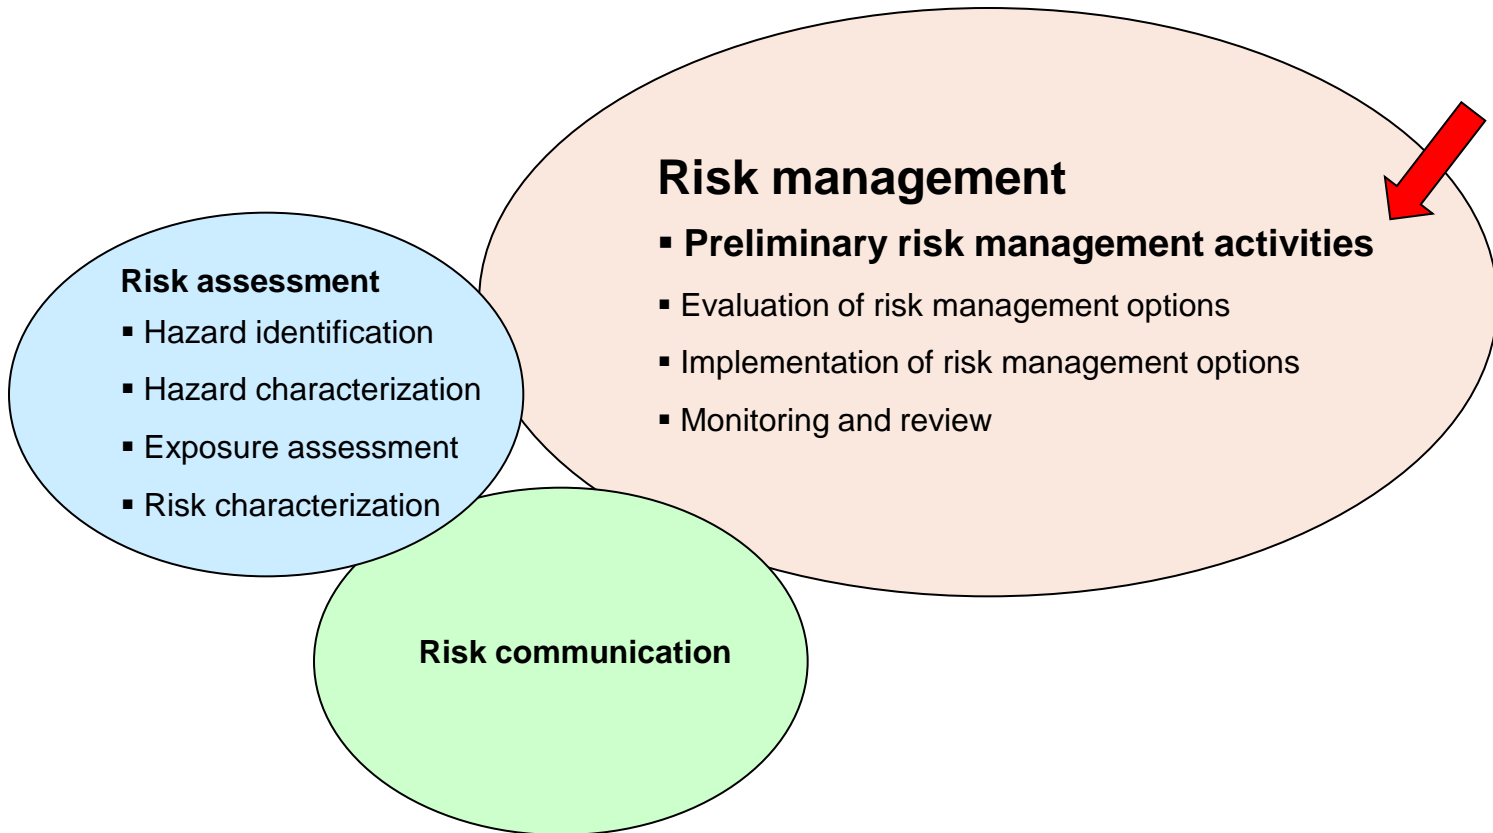 Risk management
▪ Preliminary risk management activities
▪ Evaluation of risk management options
▪ Implementation of risk management options
▪ Monitoring and review
Risk assessment
▪ Hazard identification
▪ Hazard characterization
▪ Exposure assessment
▪ Risk characterization
Risk communication